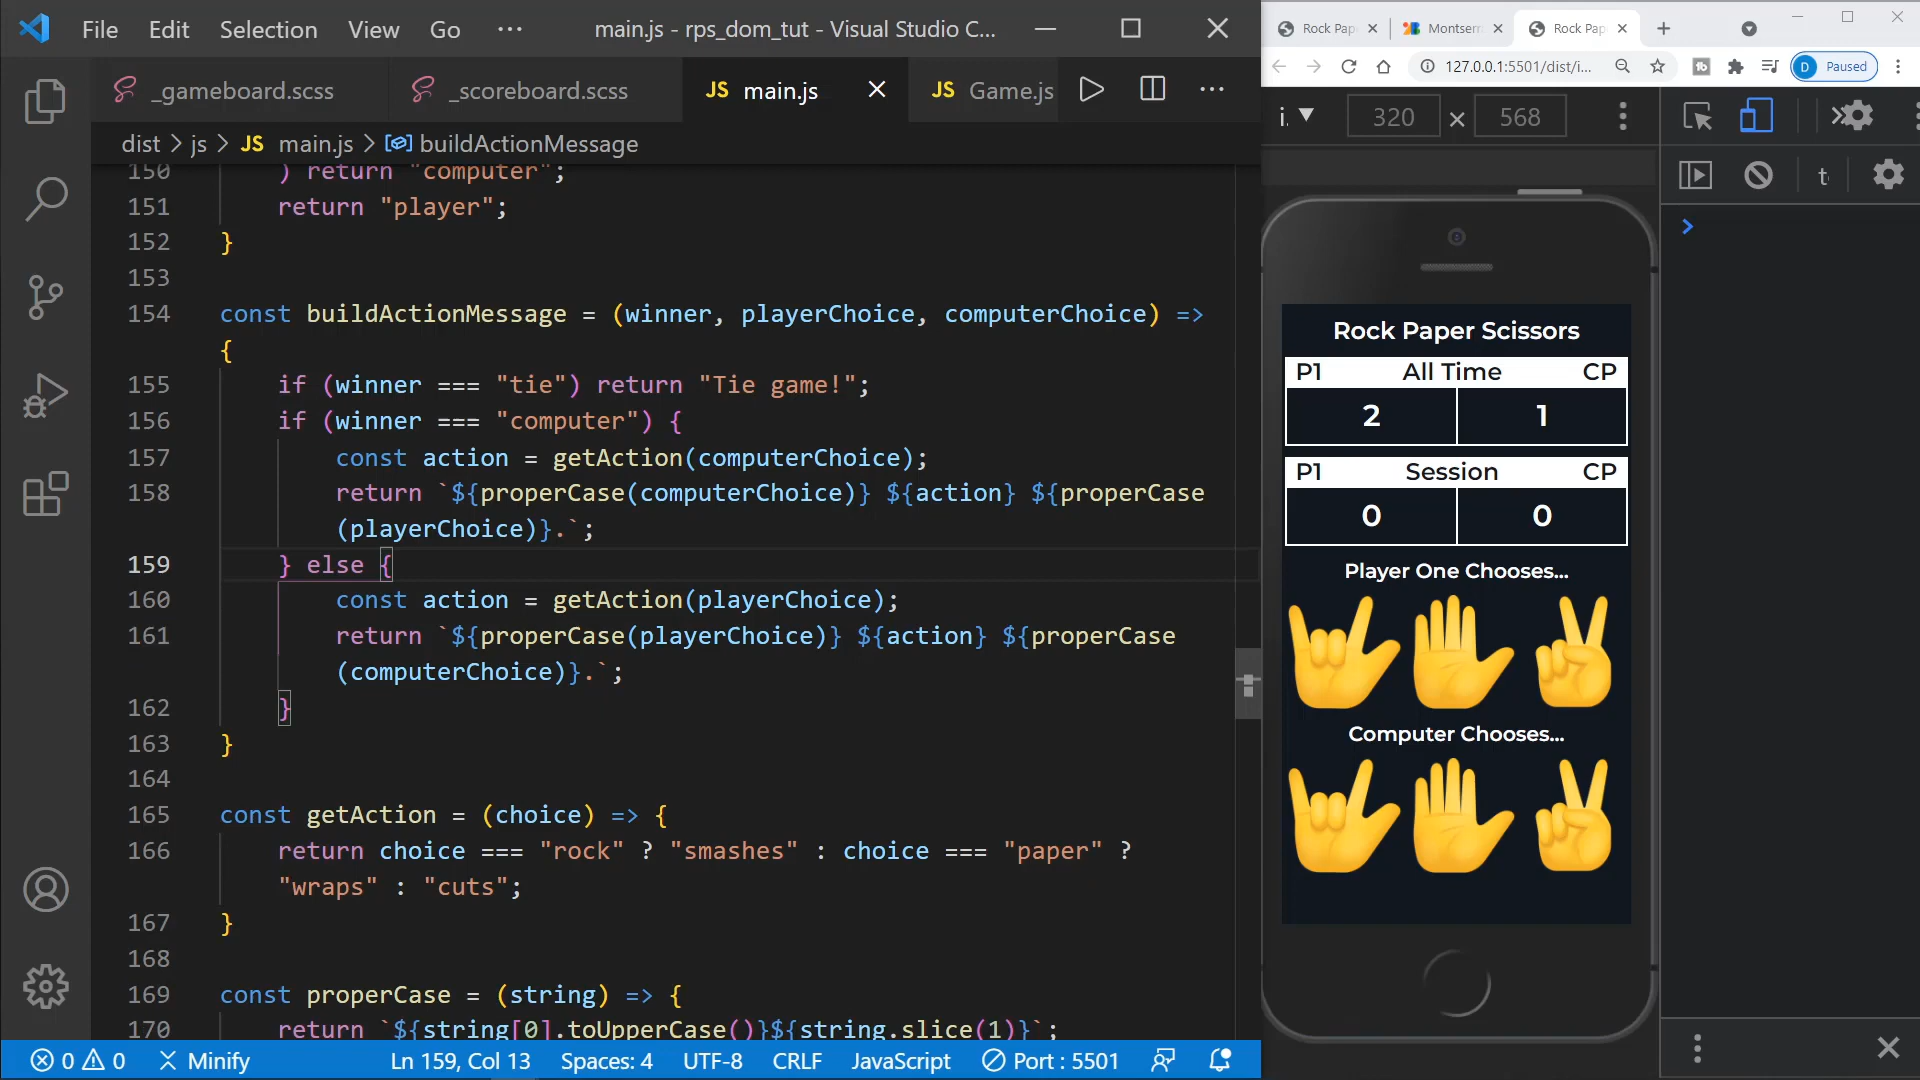 File Edit Selection View Go ··· main.js - rps_dom_tut - Visual Studio C...
_gameboard.scss _scoreboard.scss JS main.js JS Game.js
dist > js > JS main.js > buildActionMessage
150 ) return "computer";
151 return "player";
152 }
153
154 const buildActionMessage = (winner, playerChoice, computerChoice) =>
{
155 if (winner === "tie") return "Tie game!";
156 if (winner === "computer") {
157 const action = getAction(computerChoice);
158 return `${properCase(computerChoice)} ${action} ${properCase
(playerChoice)}.`;
159 } else {
160 const action = getAction(playerChoice);
161 return `${properCase(playerChoice)} ${action} ${properCase
(computerChoice)}.`;
162 }
163 }
164
165 const getAction = (choice) => {
166 return choice === "rock" ? "smashes" : choice === "paper" ?
"wraps" : "cuts";
167 }
168
169 const properCase = (string) => {
170 return `${string[0].toUpperCase()}${string.slice(1)}`;
0 0 Minify Ln 159, Col 13 Spaces: 4 UTF-8 CRLF JavaScript Port : 5501
Rock Pap Montserr Rock Pap
127.0.0.1:5501/dist/i... D Paused
i. 320 × 568
Rock Paper Scissors
P1 All Time CP
2 1
P1 Session CP
0 0
Player One Chooses...
Computer Chooses...